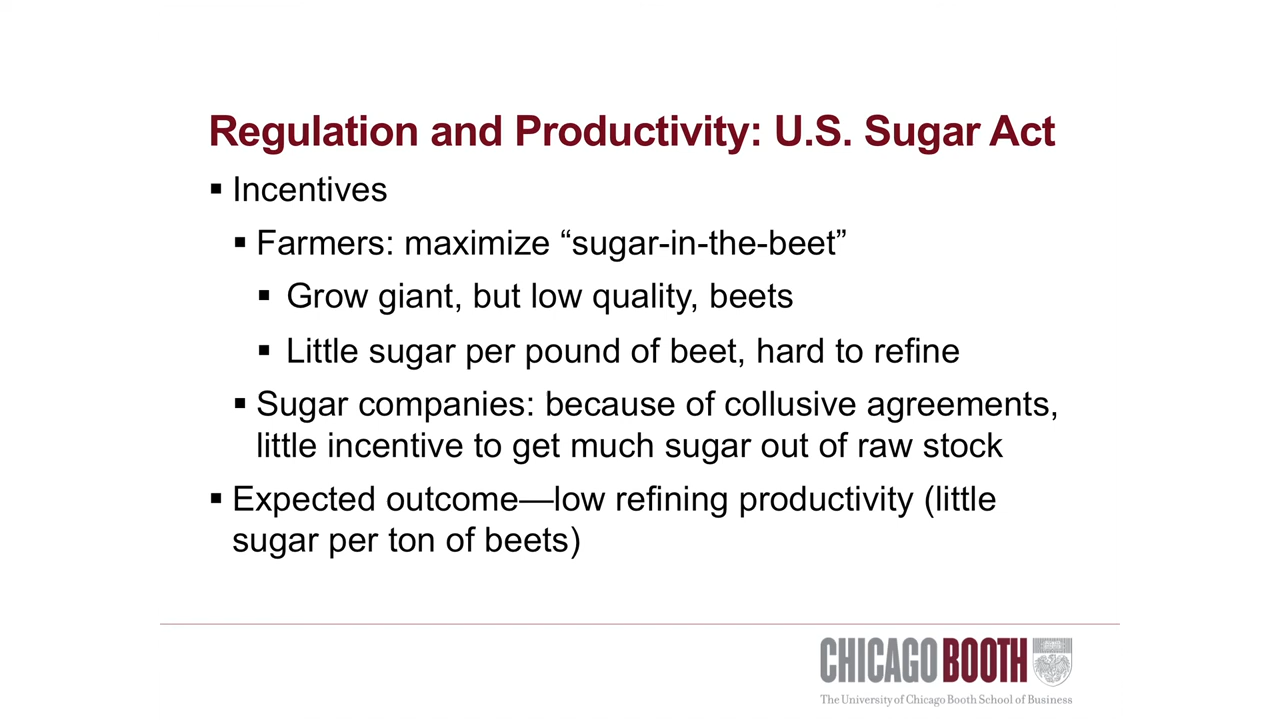 Regulation and Productivity: U.S. Sugar Act
▪ Incentives
▪ Farmers: maximize “sugar-in-the-beet”
▪ Grow giant, but low quality, beets
▪ Little sugar per pound of beet, hard to refine
▪ Sugar companies: because of collusive agreements,
little incentive to get much sugar out of raw stock
▪ Expected outcome—low refining productivity (little
sugar per ton of beets)
CHICAGO BOOTH
The University of Chicago Booth School of Business